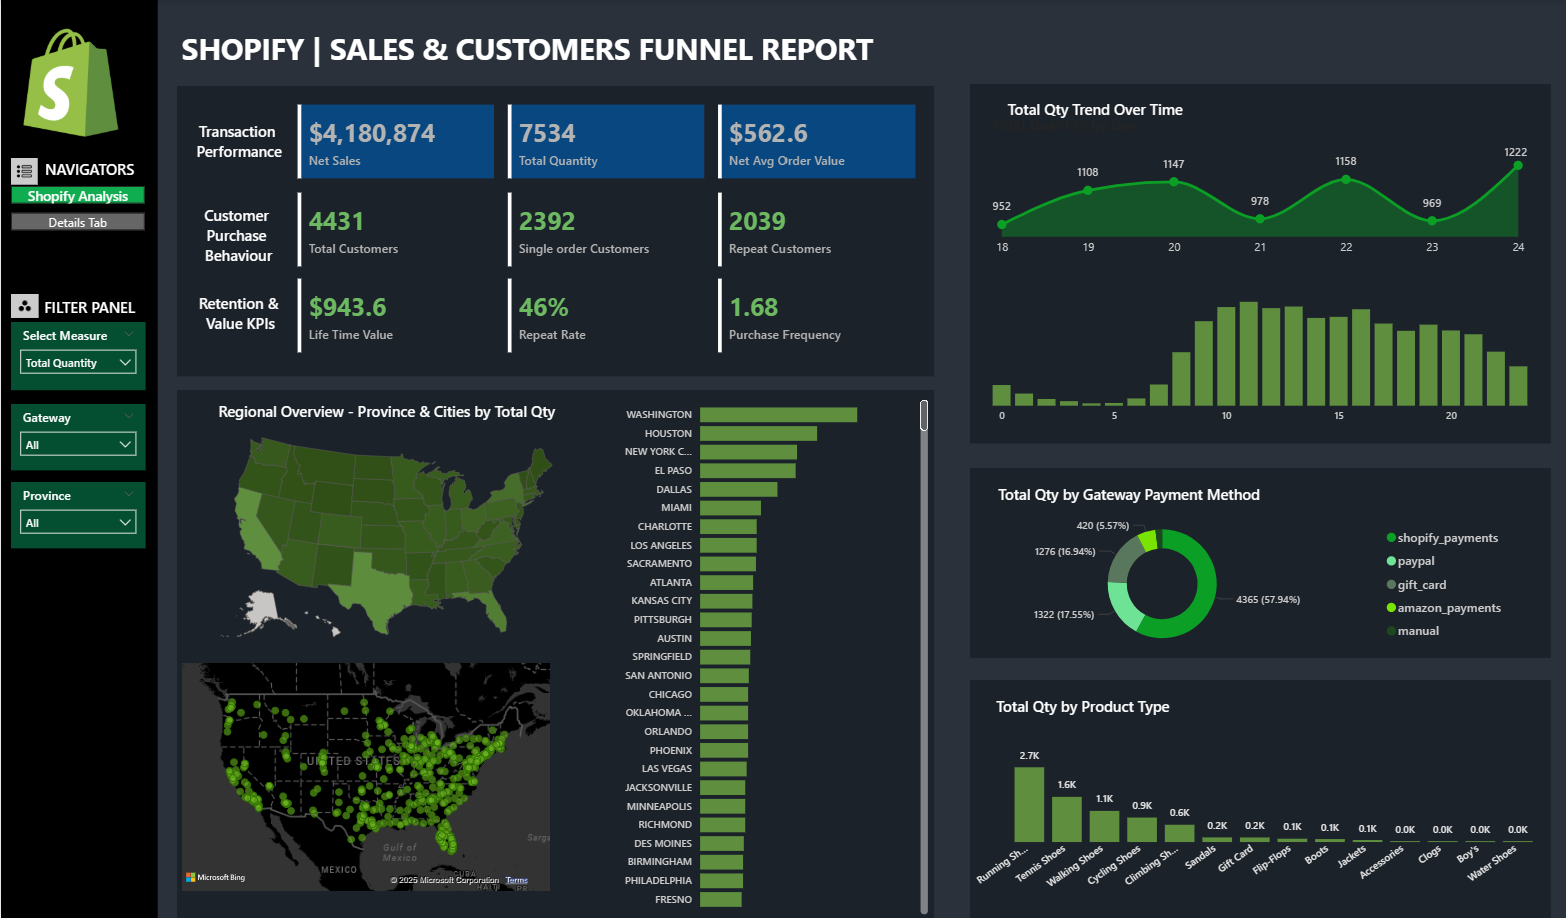 SHOPIFY | SALES & CUSTOMERS FUNNEL REPORT
S
NAVIGATORS
Shopify Analysis
Details Tab
FILTER PANEL
Select Measure
Total Quantity
Gateway
All
Province
All
Transaction
Performance
$4,180,874
Net Sales
7534
Total Quantity
$562.6
Net Avg Order Value
Customer
Purchase
Behaviour
4431
Total Customers
2392
Single order Customers
2039
Repeat Customers
Retention &
Value KPIs
$943.6
Life Time Value
46%
Repeat Rate
1.68
Purchase Frequency
Regional Overview - Province & Cities by Total Qty
UNITED STATES
MEXICO
Gulf of
Mexico
CUBA
HAITI
PR
Sarga
Microsoft Bing
© 2025 Microsoft Corporation Terms
WASHINGTON
HOUSTON
NEW YORK C...
EL PASO
DALLAS
MIAMI
CHARLOTTE
LOS ANGELES
SACRAMENTO
ATLANTA
KANSAS CITY
PITTSBURGH
AUSTIN
SPRINGFIELD
SAN ANTONIO
CHICAGO
OKLAHOMA ...
ORLANDO
PHOENIX
LAS VEGAS
JACKSONVILLE
MINNEAPOLIS
RICHMOND
DES MOINES
BIRMINGHAM
PHILADELPHIA
FRESNO
Total Qty Trend Over Time
952 1108 1147 978 1158 969 1222
18 19 20 21 22 23 24
0 5 10 15 20
Total Qty by Gateway Payment Method
420 (5.57%)
1276 (16.94%)
1322 (17.55%)
4365 (57.94%)
shopify_payments
paypal
gift_card
amazon_payments
manual
Total Qty by Product Type
2.7K 1.6K 1.1K 0.9K 0.6K 0.2K 0.2K 0.1K 0.1K 0.1K 0.0K 0.0K 0.0K 0.0K
Running Sh...
Tennis Shoes
Walking Shoes
Cycling Shoes
Climbing Sh...
Sandals
Gift Card
Flip-Flops
Boots
Jackets
Accessories
Clogs
Boy's
Water Shoes